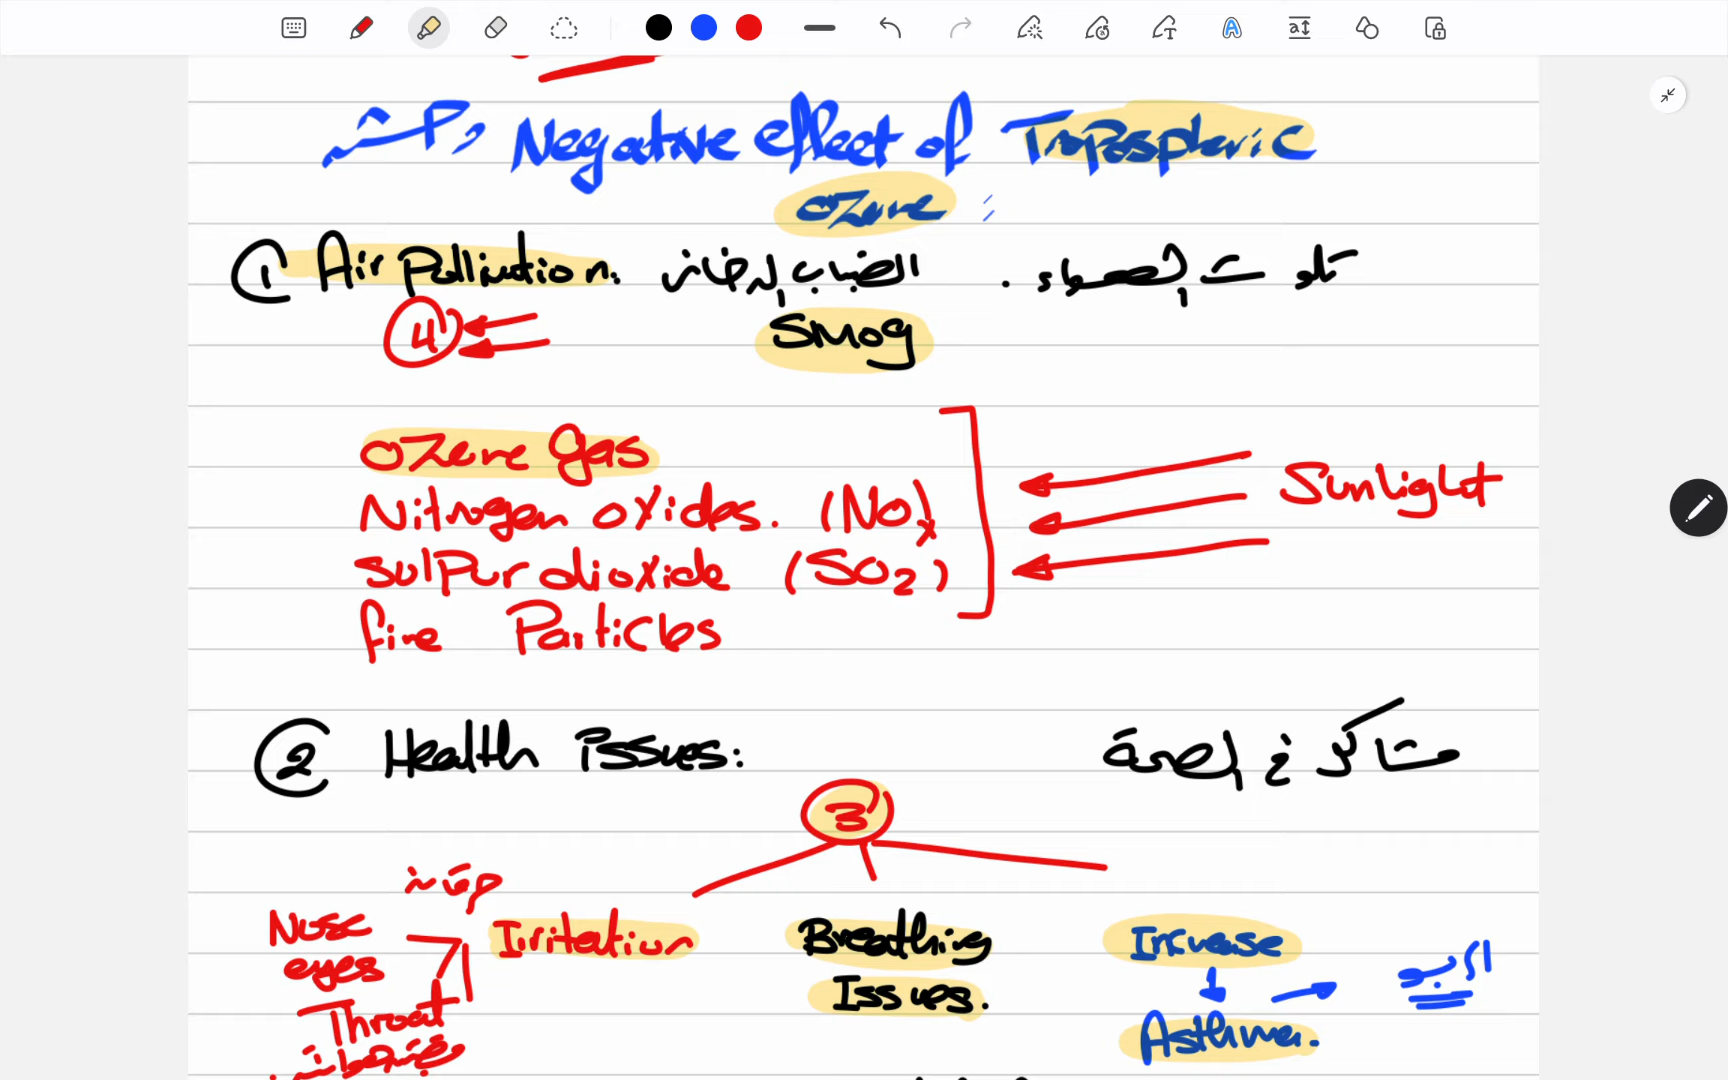 Negative effect of Tropospheric
ozone :
① Air Pollution: الضباب الدخاني . تلوث الهواء
④ Smog
ozone gas
Nitrogen oxides. (NOx)
Sunlight
sulpur dioxide (SO2)
fine Particles
② Health issues: مشاكل في الصحة
3
Nose
eyes
Throat
Irritation
Breathing
Issues.
Increase
Asthma.
الربو